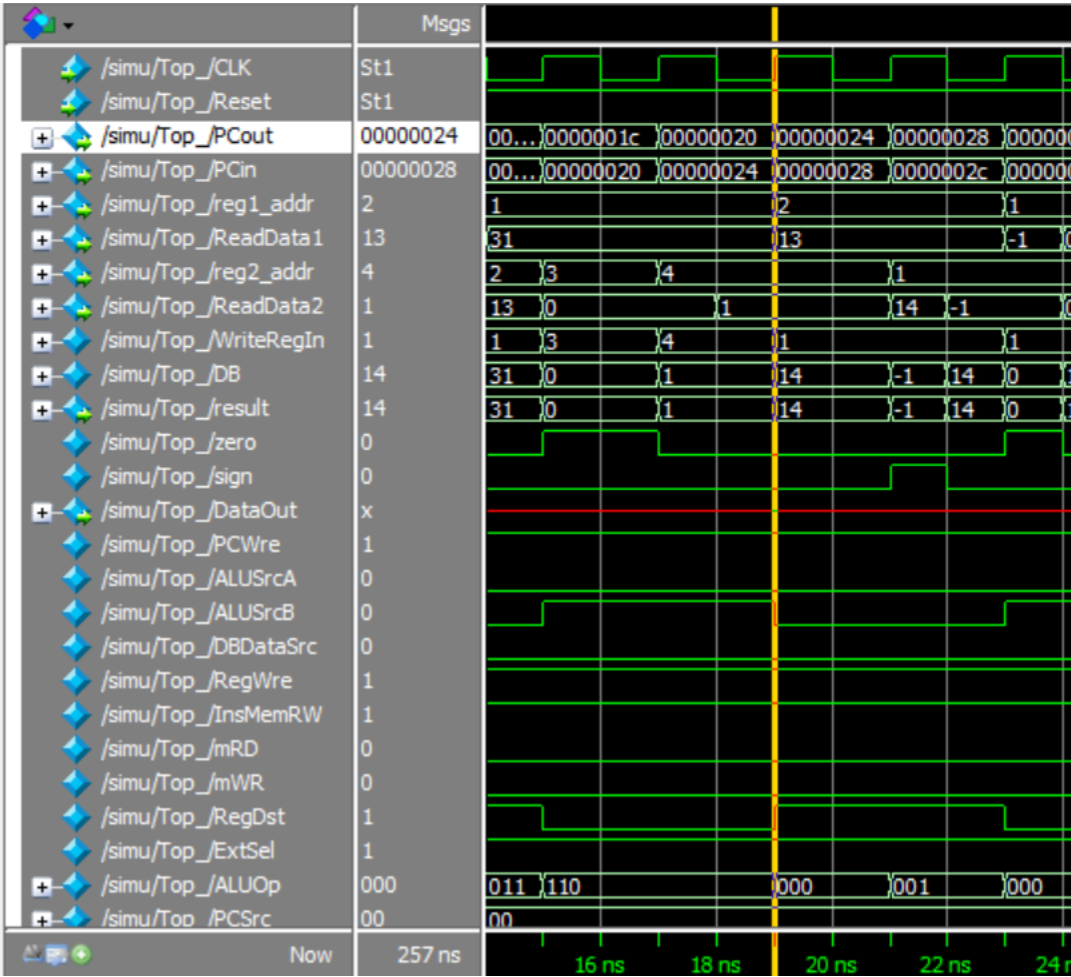 Msgs
/simu/Top_/CLK St1
/simu/Top_/Reset St1
/simu/Top_/PCout 00000024 00... 0000001c 00000020 00000024 00000028 000000
/simu/Top_/PCin 00000028 00... 00000020 00000024 00000028 0000002c 000000
/simu/Top_/reg1_addr 2 1 2 1
/simu/Top_/ReadData1 13 31 13 -1
/simu/Top_/reg2_addr 4 2 3 4 1
/simu/Top_/ReadData2 1 13 0 1 14 -1
/simu/Top_/WriteRegIn 1 1 3 4 1 1
/simu/Top_/DB 14 31 0 1 14 -1 14 0
/simu/Top_/result 14 31 0 1 14 -1 14 0
/simu/Top_/zero 0
/simu/Top_/sign 0
/simu/Top_/DataOut x
/simu/Top_/PCWre 1
/simu/Top_/ALUSrcA 0
/simu/Top_/ALUSrcB 0
/simu/Top_/DBDataSrc 0
/simu/Top_/RegWre 1
/simu/Top_/InsMemRW 1
/simu/Top_/mRD 0
/simu/Top_/mWR 0
/simu/Top_/RegDst 1
/simu/Top_/ExtSel 1
/simu/Top_/ALUOp 000 011 110 000 001 000
/simu/Top_/PCSrc 00 00
Now 257 ns 16 ns 18 ns 20 ns 22 ns 24